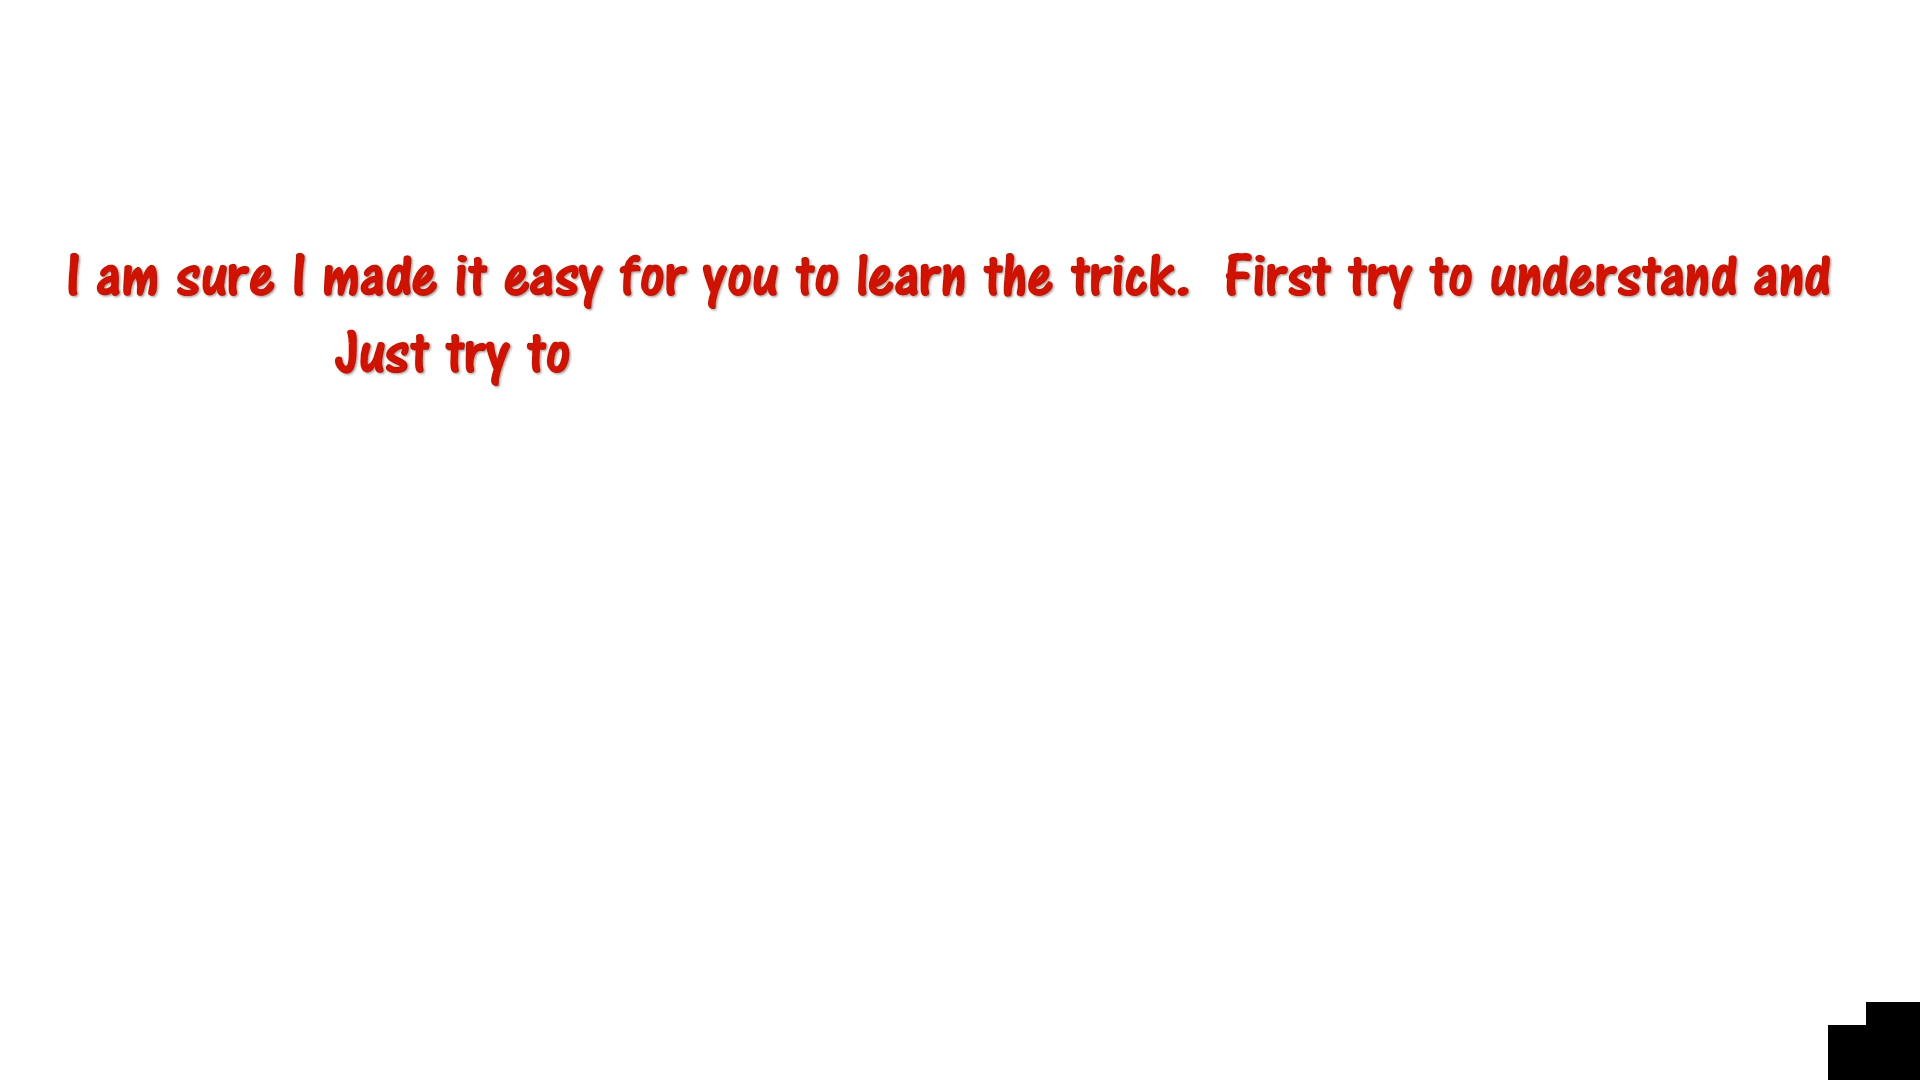 I am sure I made it easy for you to learn the trick.  First try to understand and
Just try to